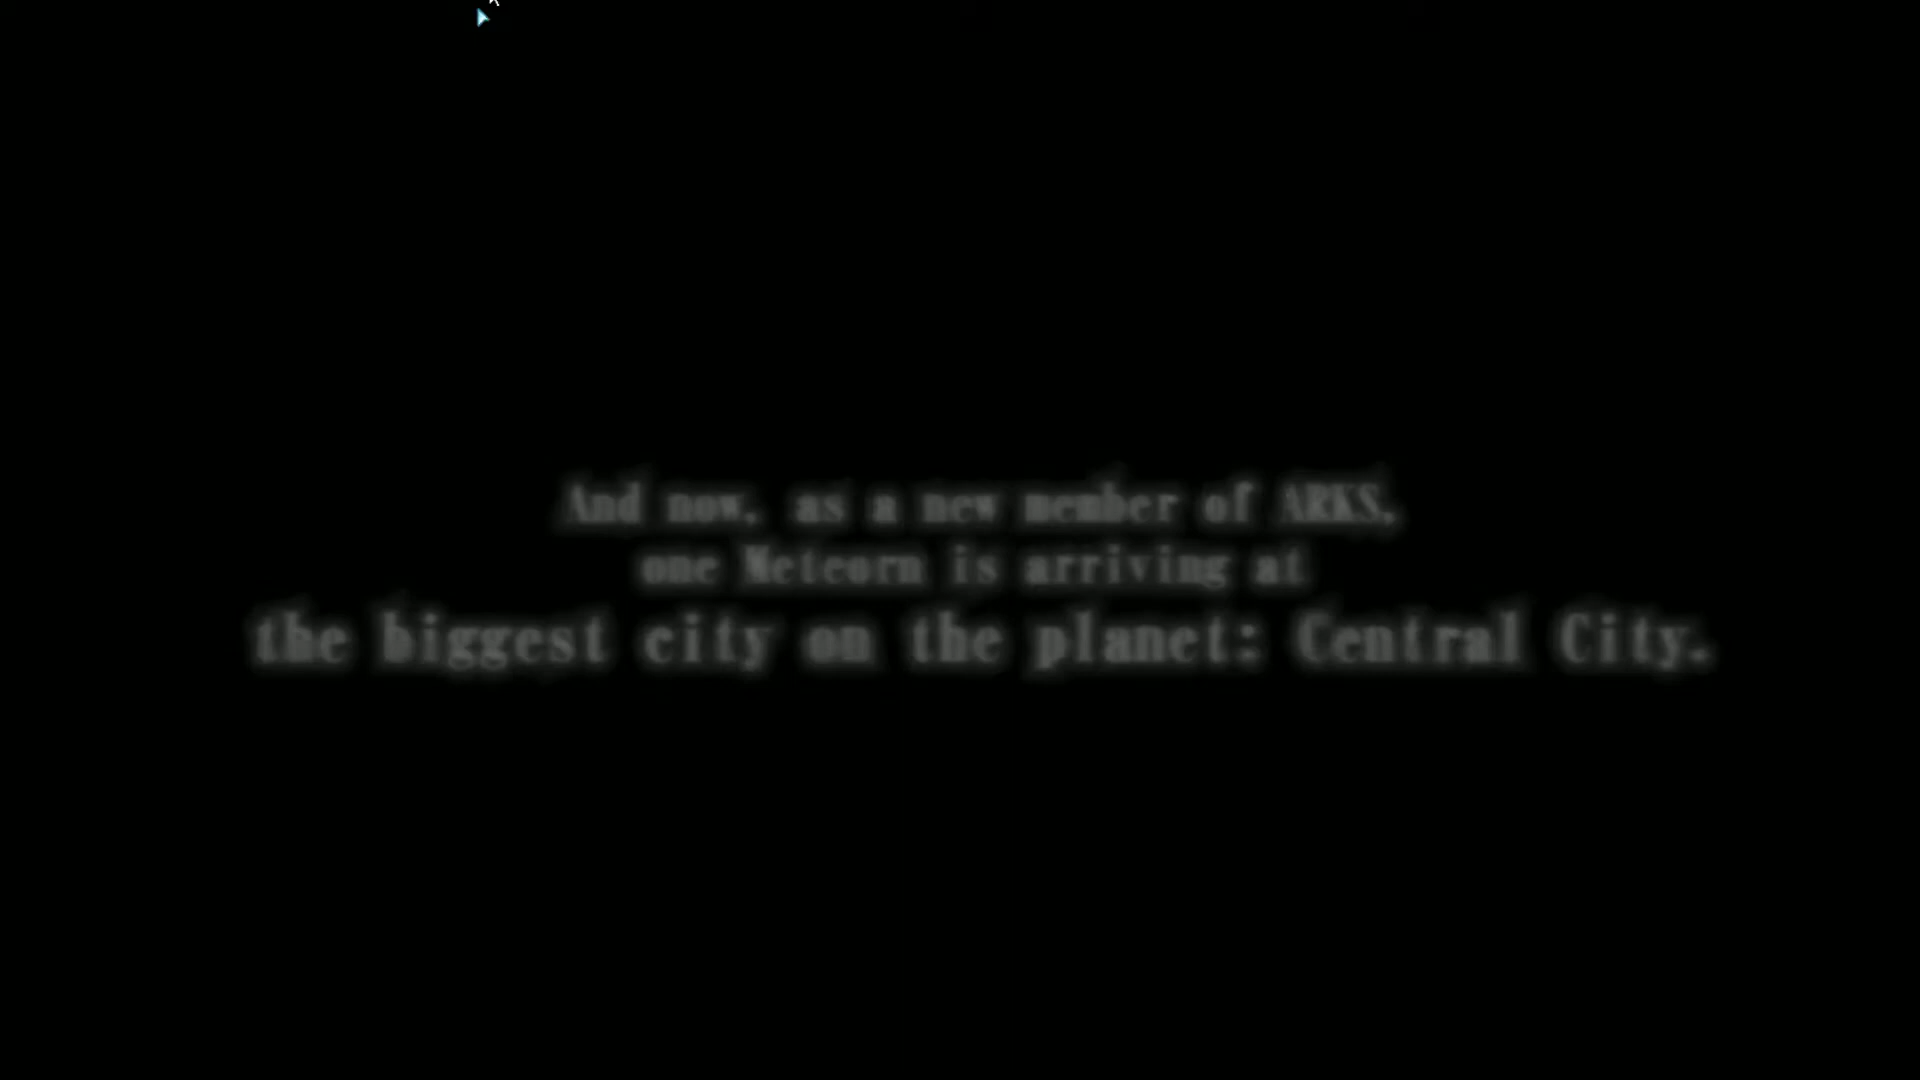 And now, as a new member of ARKS,
one Meteorn is arriving at
the biggest city on the planet: Central City.